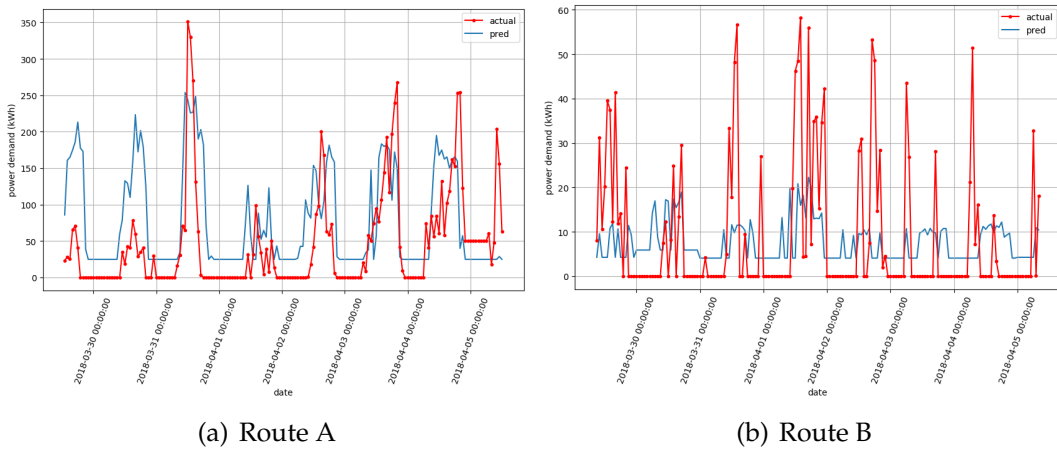 actual
pred
power demand (kWh)
350
300
250
200
150
100
50
0
2018-03-30 00:00:00
2018-03-31 00:00:00
2018-04-01 00:00:00
2018-04-02 00:00:00
2018-04-03 00:00:00
2018-04-04 00:00:00
2018-04-05 00:00:00
date
(a) Route A
actual
pred
power demand (kWh)
60
50
40
30
20
10
0
2018-03-30 00:00:00
2018-03-31 00:00:00
2018-04-01 00:00:00
2018-04-02 00:00:00
2018-04-03 00:00:00
2018-04-04 00:00:00
2018-04-05 00:00:00
date
(b) Route B